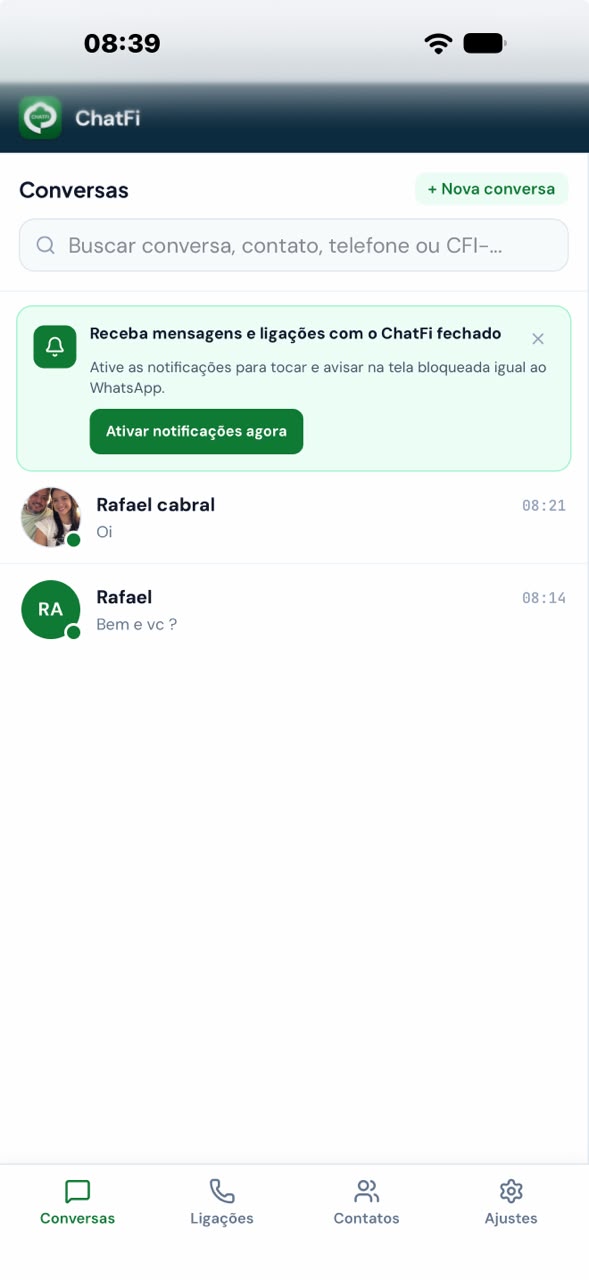 08:39
ChatFi
Conversas
+ Nova conversa
Buscar conversa, contato, telefone ou CFI-...
Receba mensagens e ligações com o ChatFi fechado
Ative as notificações para tocar e avisar na tela bloqueada igual ao
WhatsApp.
Ativar notificações agora
Rafael cabral
08:21
Oi
RA
Rafael
08:14
Bem e vc ?
Conversas
Ligações
Contatos
Ajustes